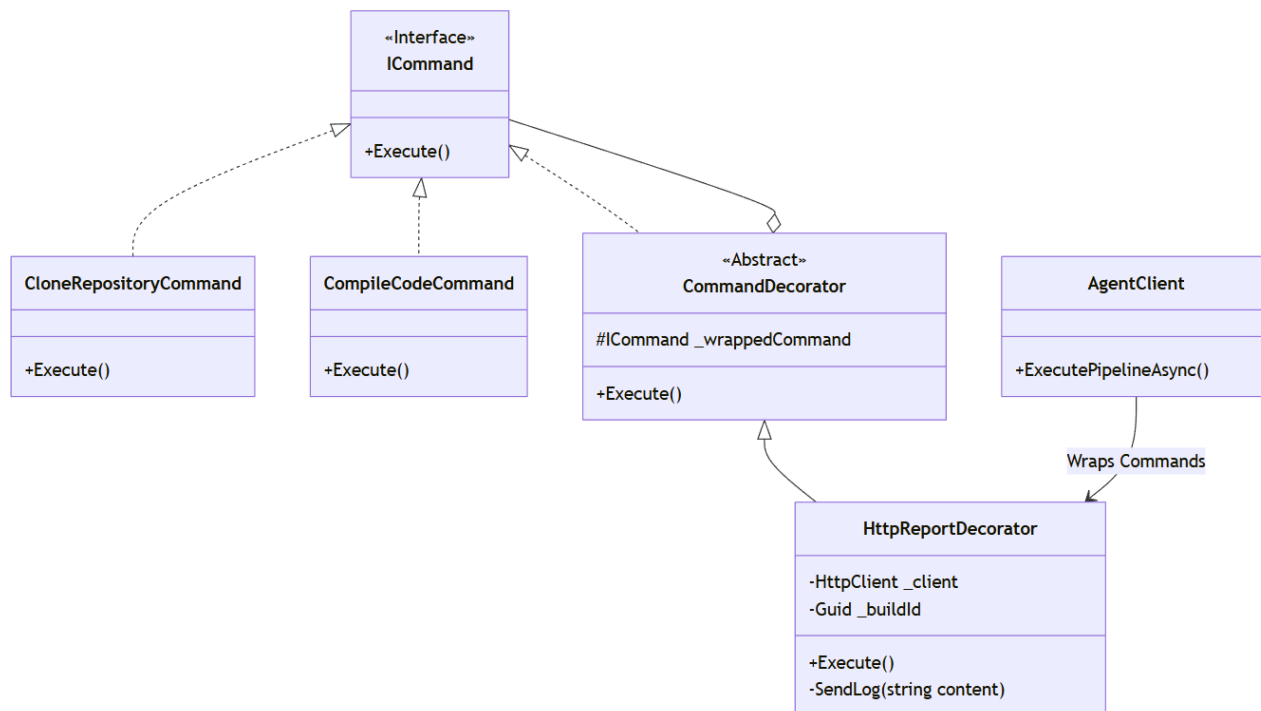 «Interface»
ICommand
+Execute()
CloneRepositoryCommand
+Execute()
CompileCodeCommand
+Execute()
«Abstract»
CommandDecorator
#ICommand _wrappedCommand
+Execute()
AgentClient
+ExecutePipelineAsync()
Wraps Commands
HttpReportDecorator
-HttpClient _client
-Guid _buildId
+Execute()
-SendLog(string content)